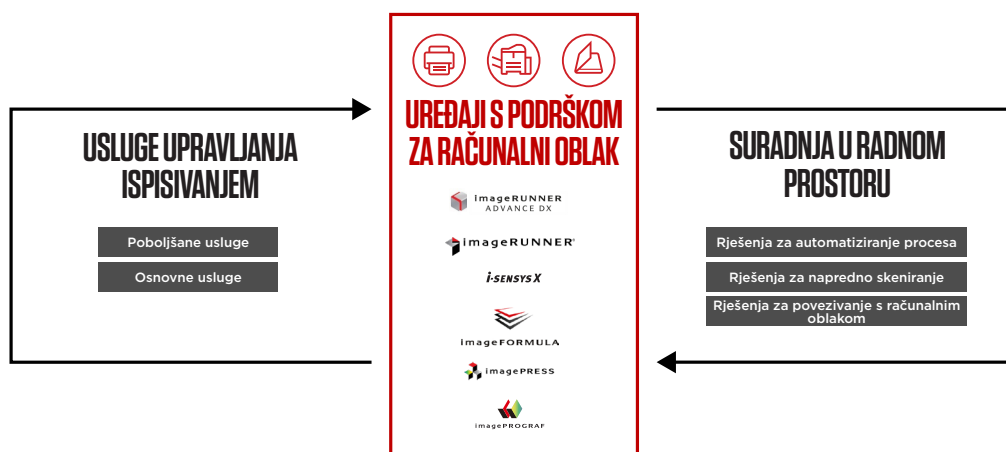 USLUGE UPRAVLJANJA
ISPISIVANJEM
Poboljšane usluge
Osnovne usluge
UREĐAJI S PODRŠKOM
ZA RAČUNALNI OBLAK
imageRUNNER
ADVANCE DX
imageRUNNER
i-SENSYS X
imageFORMULA
imagePRESS
imagePROGRAF
SURADNJA U RADNOM
PROSTORU
Rješenja za automatiziranje procesa
Rješenja za napredno skeniranje
Rješenja za povezivanje s računalnim
oblakom